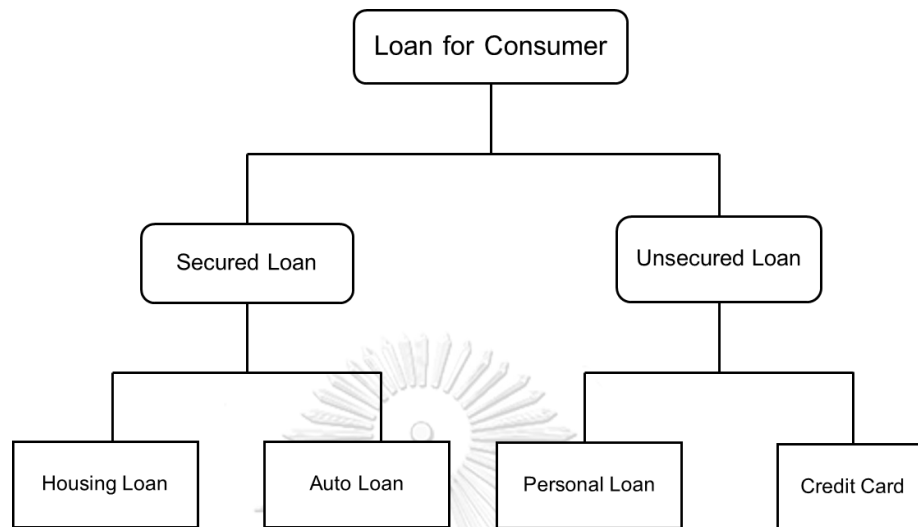 Loan for Consumer
Secured Loan
Unsecured Loan
Housing Loan
Auto Loan
Personal Loan
Credit Card